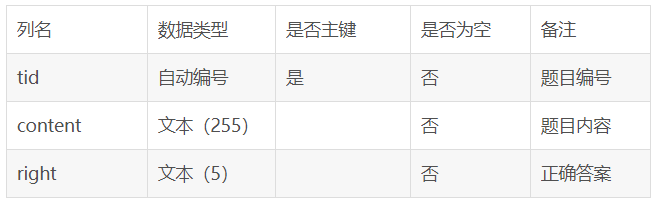 列名 数据类型 是否主键 是否为空 备注
tid 自动编号 是 否 题目编号
content 文本（255） 否 题目内容
right 文本（5） 否 正确答案